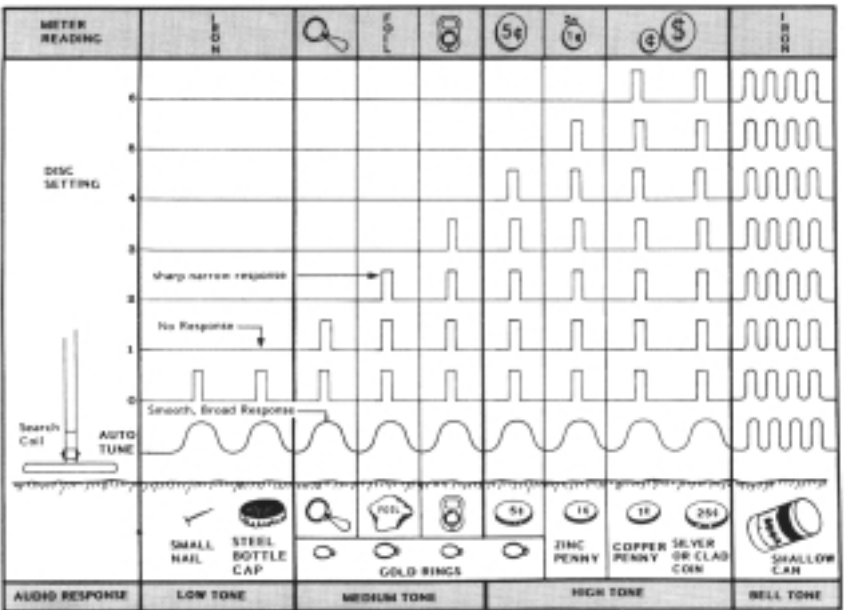 METER
READING
IRON
FOIL
5¢
1¢
¢ $
IRON
6
5
DISC
SETTING
4
3
sharp narrow response
2
No Response
1
0
Smooth, Broad Response
Search
Coil
AUTO
TUNE
FOIL
5¢
1¢
1¢
25¢
SMALL
NAIL
STEEL
BOTTLE
CAP
GOLD RINGS
ZINC
PENNY
COPPER
PENNY
SILVER
OR CLAD
COIN
SHALLOW
CAN
AUDIO RESPONSE
LOW TONE
MEDIUM TONE
HIGH TONE
BELL TONE